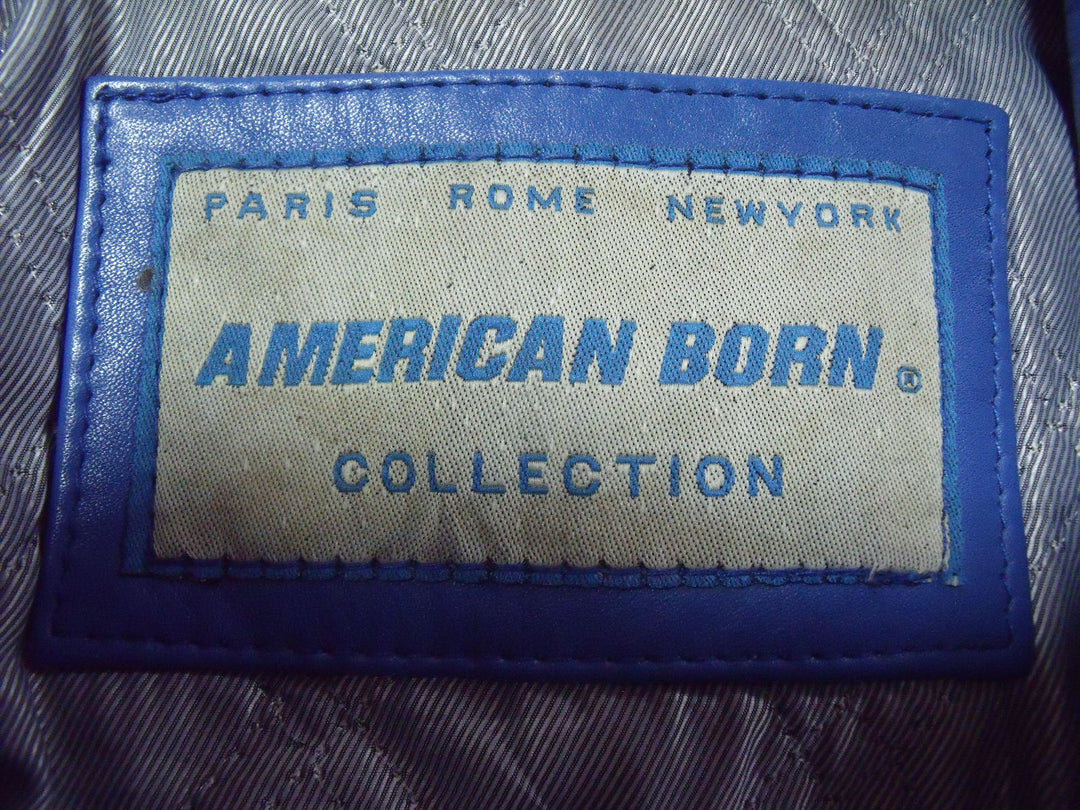 PARIS ROME NEWYORK
AMERICAN BORN ®
COLLECTION